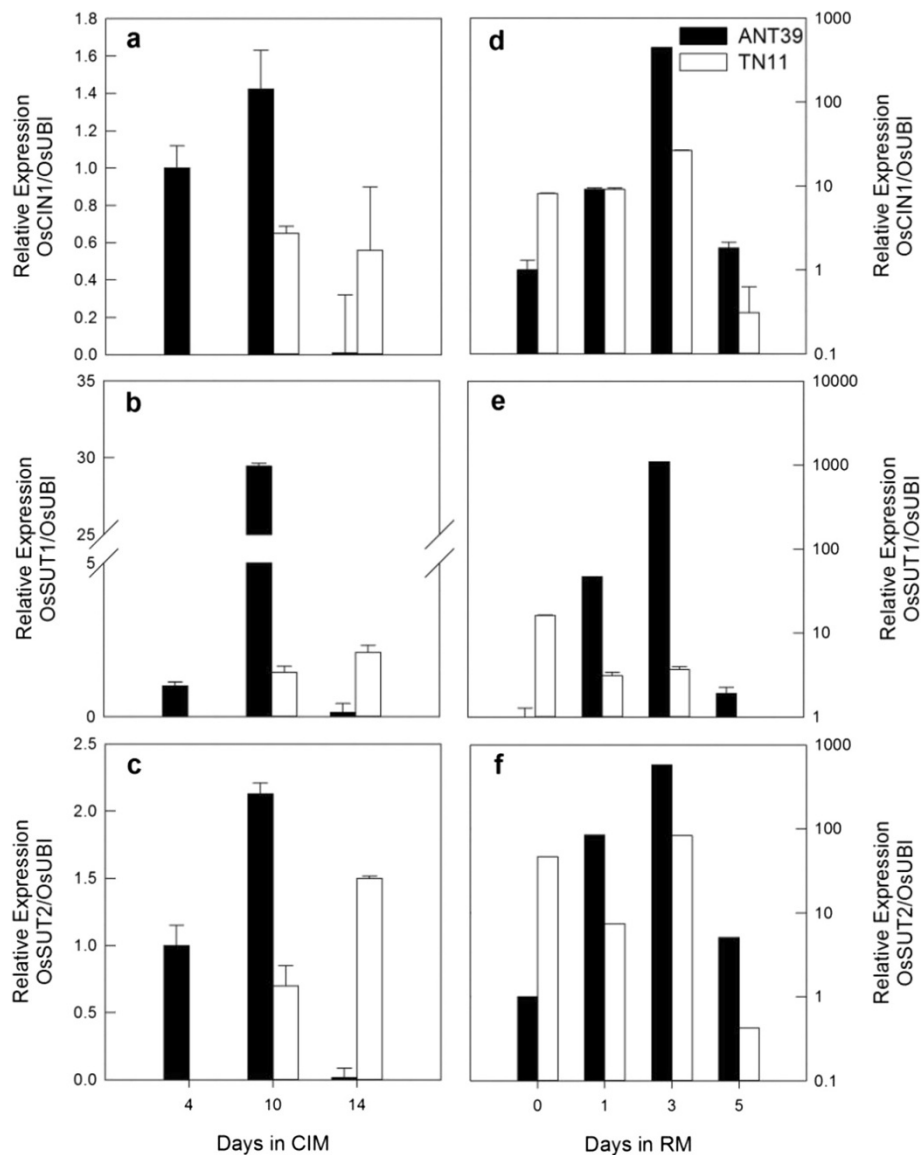 a
1.8
1.6
1.4
1.2
1.0
0.8
0.6
0.4
0.2
0.0
Relative Expression
OsCIN1/OsUBI
d
ANT39
TN11
1000
100
10
1
0.1
Relative Expression
OsCIN1/OsUBI
b
35
30
25
5
0
Relative Expression
OsSUT1/OsUBI
e
10000
1000
100
10
1
Relative Expression
OsSUT1/OsUBI
c
2.5
2.0
1.5
1.0
0.5
0.0
Relative Expression
OsSUT2/OsUBI
4 10 14
Days in CIM
f
1000
100
10
1
0.1
Relative Expression
OsSUT2/OsUBI
0 1 3 5
Days in RM